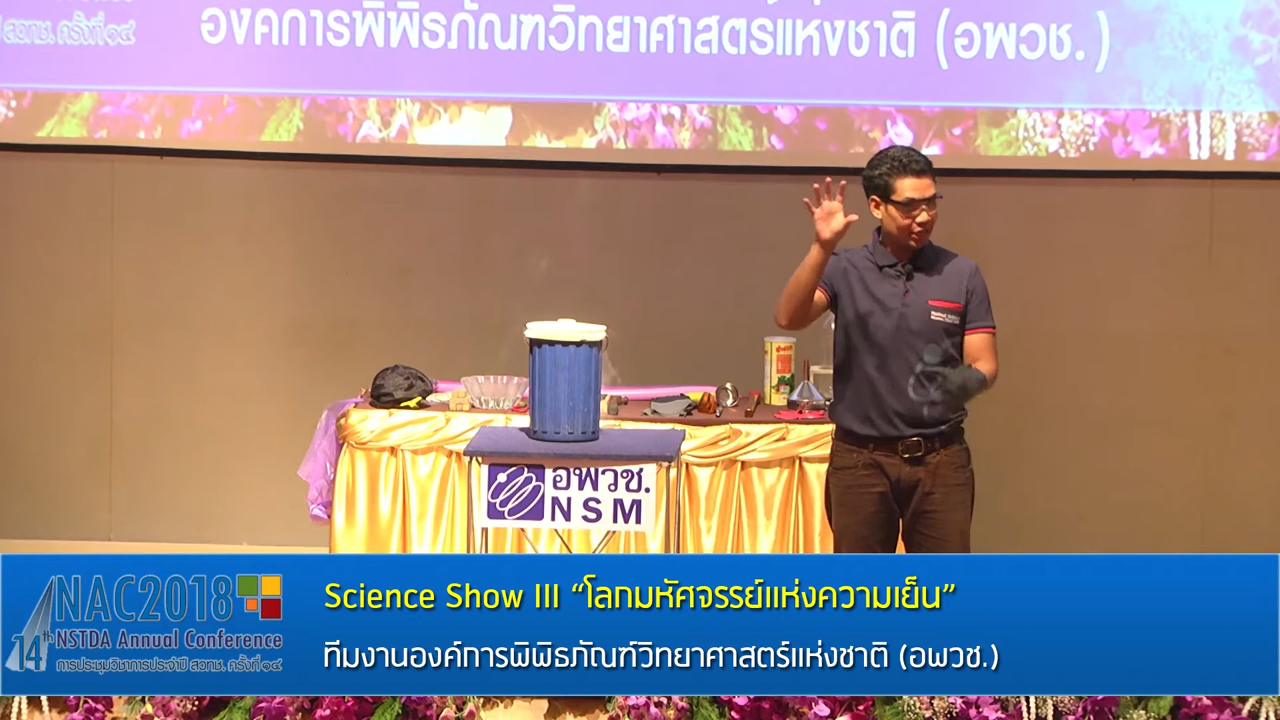 สวทช. ครั้งที่ ๑๔
องค์การพิพิธภัณฑวิทยาศาสตร์แห่งชาติ (อพวช.)
อพวช.
NSM
NAC2018
14th NSTDA Annual Conference
การประชุมวิชาการประจำปี สวทช. ครั้งที่ ๑๔
Science Show III “โลกมหัศจรรย์แห่งความเย็น”
ทีมงานองค์การพิพิธภัณฑ์วิทยาศาสตร์แห่งชาติ (อพวช.)